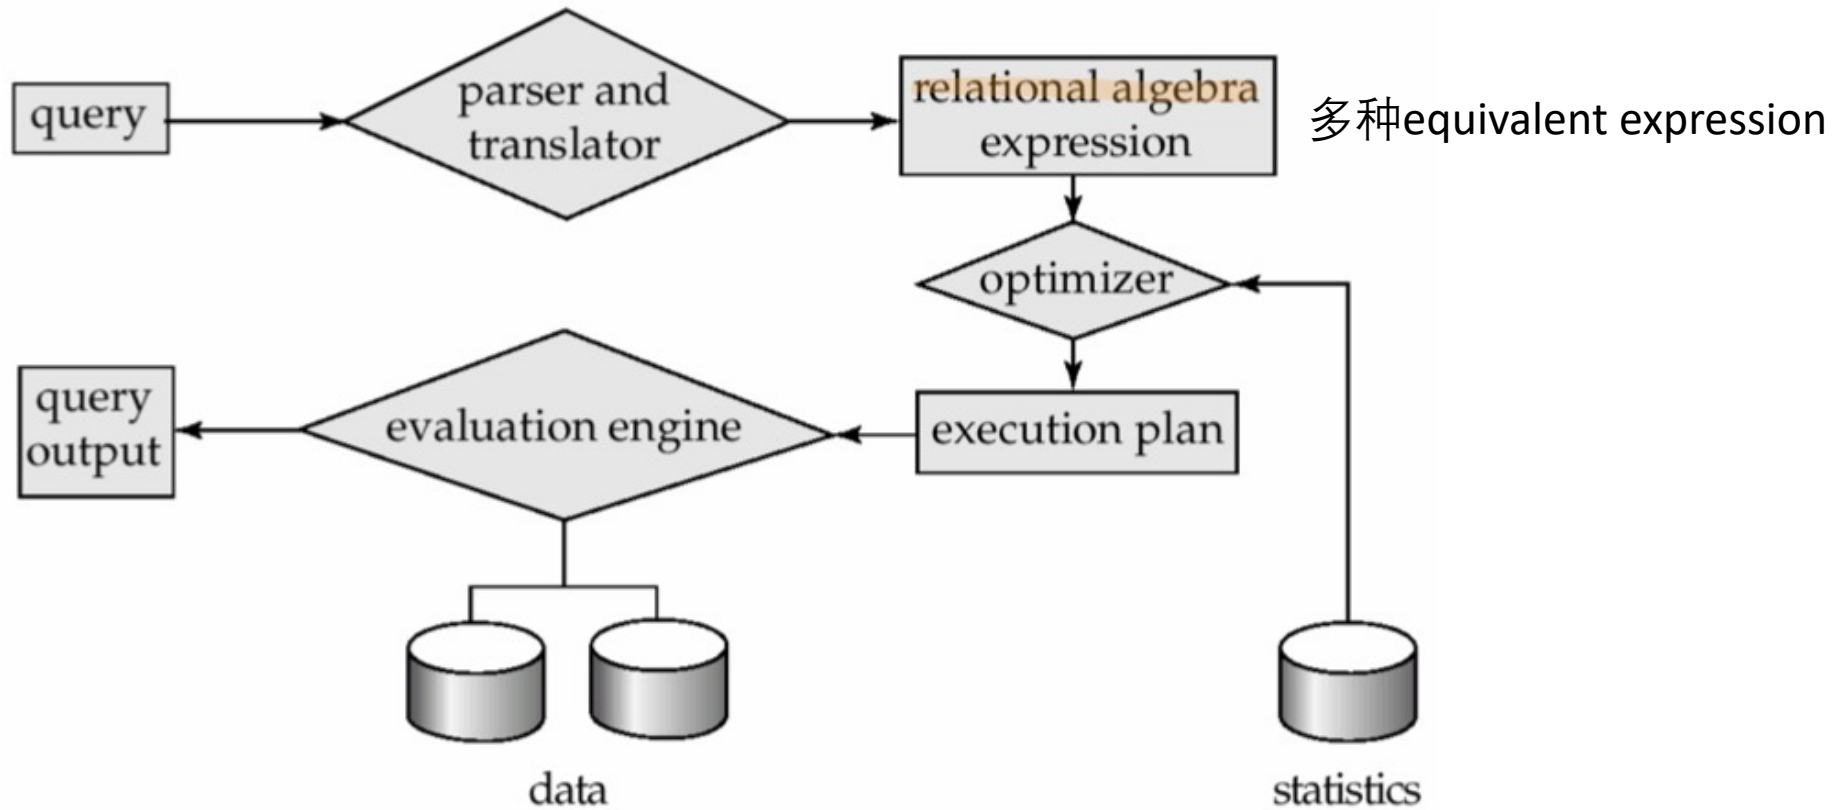 query
parser and
translator
relational algebra
expression
多种equivalent expression
optimizer
query
output
evaluation engine
execution plan
data
statistics